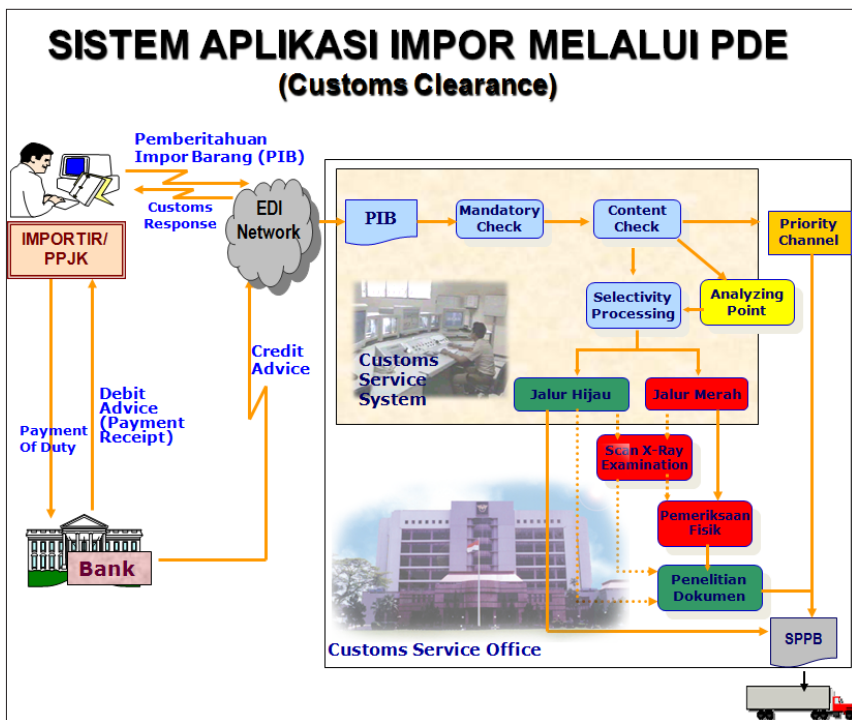 SISTEM APLIKASI IMPOR MELALUI PDE
(Customs Clearance)
Pemberitahuan
Impor Barang (PIB)
Customs
Response
EDI
Network
IMPORTIR/
PPJK
PIB
Mandatory
Check
Content
Check
Priority
Channel
Selectivity
Processing
Analyzing
Point
Customs
Service
System
Credit
Advice
Debit
Advice
(Payment
Receipt)
Payment
Of Duty
Jalur Hijau
Jalur Merah
Scan X-Ray
Examination
Pemeriksaan
Fisik
Penelitian
Dokumen
Bank
SPPB
Customs Service Office